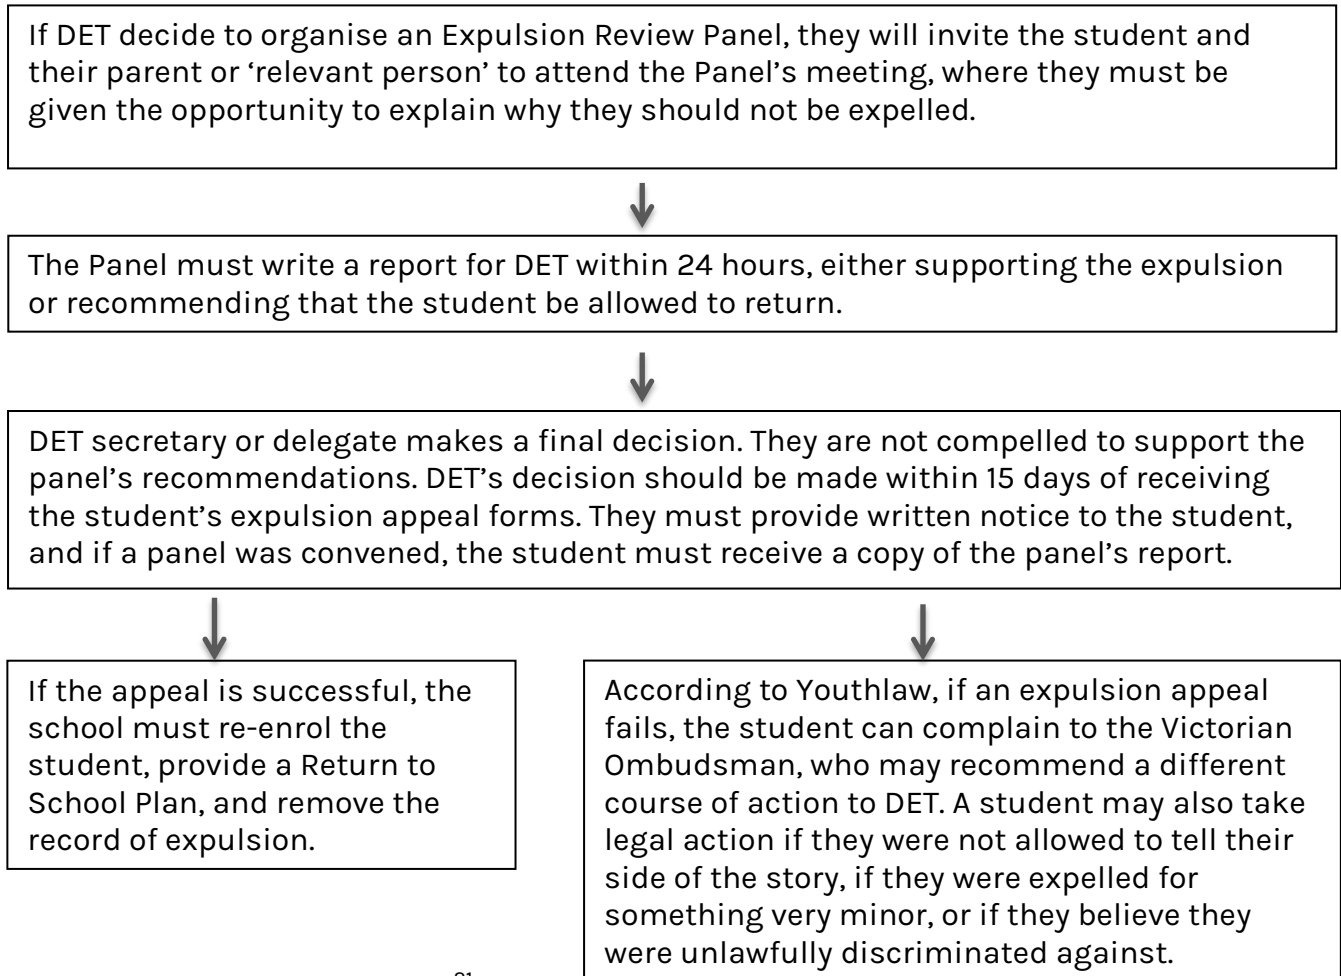 If DET decide to organise an Expulsion Review Panel, they will invite the student and
their parent or ‘relevant person’ to attend the Panel’s meeting, where they must be
given the opportunity to explain why they should not be expelled.
The Panel must write a report for DET within 24 hours, either supporting the expulsion
or recommending that the student be allowed to return.
DET secretary or delegate makes a final decision. They are not compelled to support the
panel’s recommendations. DET’s decision should be made within 15 days of receiving
the student’s expulsion appeal forms. They must provide written notice to the student,
and if a panel was convened, the student must receive a copy of the panel’s report.
If the appeal is successful, the
school must re-enrol the
student, provide a Return to
School Plan, and remove the
record of expulsion.
According to Youthlaw, if an expulsion appeal
fails, the student can complain to the Victorian
Ombudsman, who may recommend a different
course of action to DET. A student may also take
legal action if they were not allowed to tell their
side of the story, if they were expelled for
something very minor, or if they believe they
were unlawfully discriminated against.